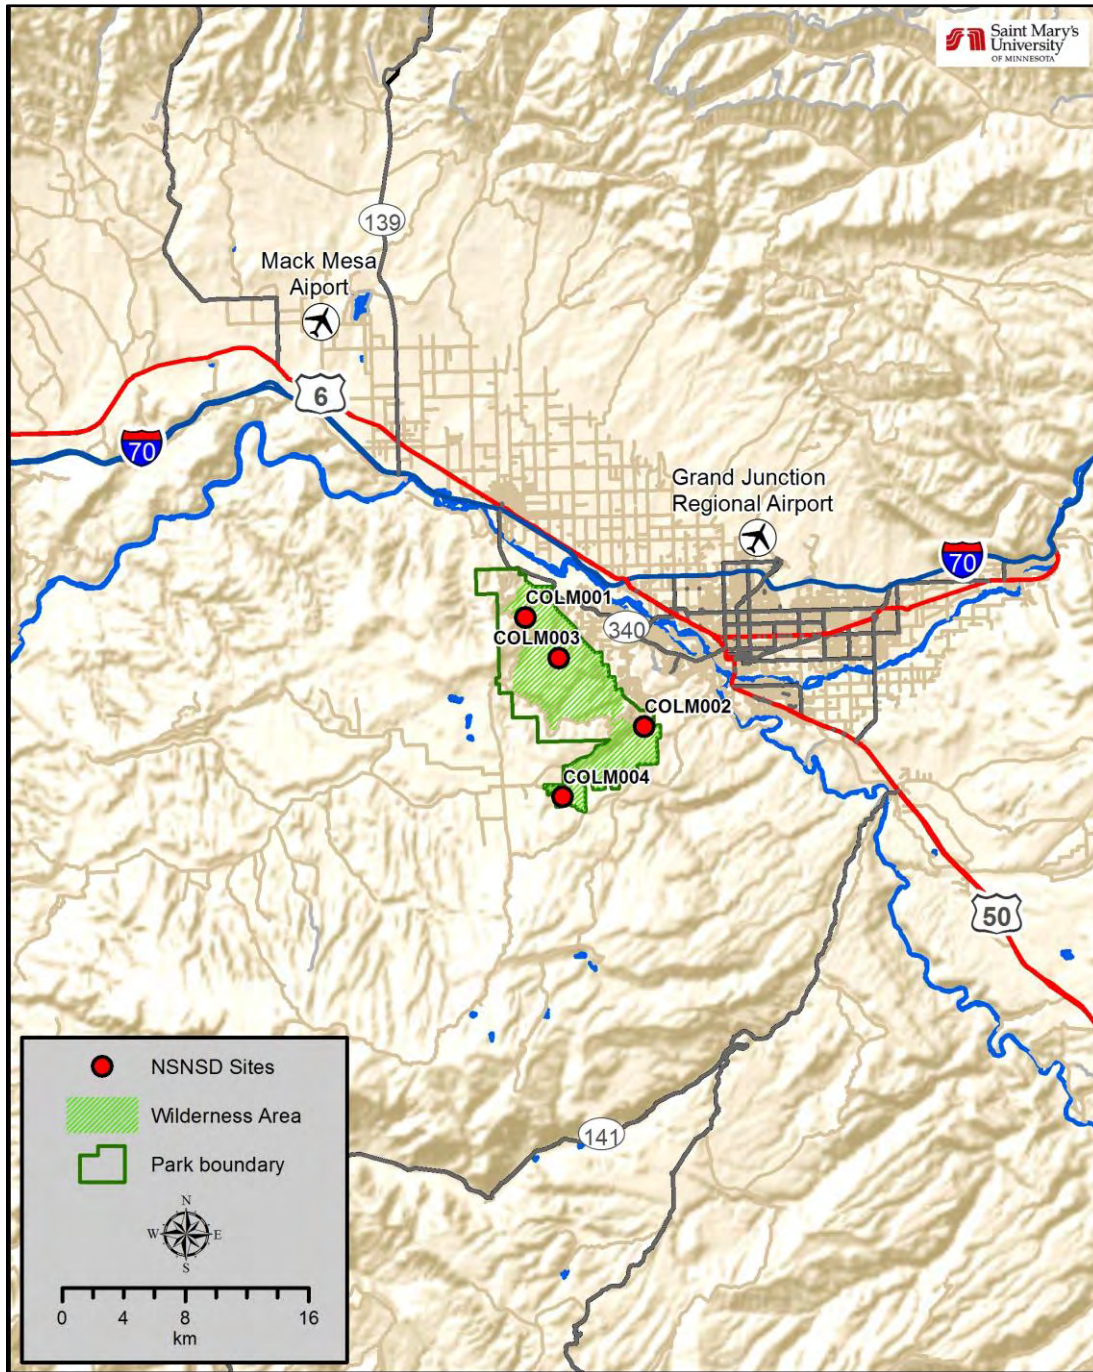 Saint Mary's
University
OF MINNESOTA
139
Mack Mesa
Aiport
6
70
Grand Junction
Regional Airport
70
COLM001
340
COLM003
COLM002
COLM004
50
141
NSNSD Sites
Wilderness Area
Park boundary
N
W E
S
0 4 8 16
km